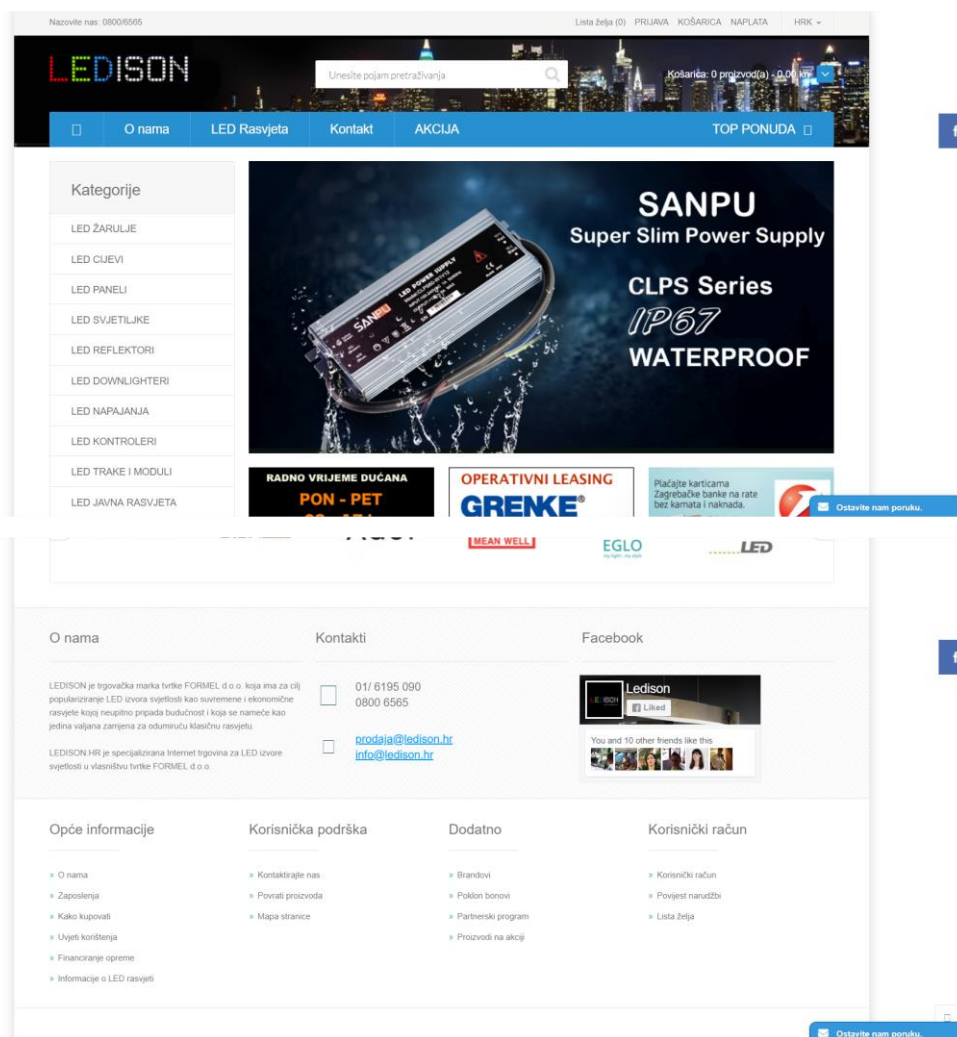 Nazovite nas: 0800/6565
Lista želja (0) PRIJAVA KOŠARICA NAPLATA HRK
LEDISON
Unesite pojam pretraživanja
Košarica: 0 proizvod(a) - 0,00 kn
O nama LED Rasvjeta Kontakt AKCIJA TOP PONUDA
Kategorije
LED ŽARULJE
LED CIJEVI
LED PANELI
LED SVJETILJKE
LED REFLEKTORI
LED DOWNLIGHTERI
LED NAPAJANJA
LED KONTROLERI
LED TRAKE I MODULI
LED JAVNA RASVJETA
SANPU
Super Slim Power Supply
CLPS Series
IP67
WATERPROOF
SANPU
LED POWER SUPPLY
RADNO VRIJEME DUĆANA
PON - PET
OPERATIVNI LEASING
GRENKE®
Plaćajte karticama
Zagrebačke banke na rate
bez kamata i naknada.
Ostavite nam poruku.
MEAN WELL
EGLO
my light . my style
LED
O nama
LEDISON je trgovačka marka tvrtke FORMEL d.o.o. koja ima za cilj
popularziranje LED izvora svjetlosti kao suvremene i ekonomične
rasvjete kojoj neupitno pripada budućnost i koja se nameće kao
jedina valjana zamjena za odumiruću klasičnu rasvjetu.
LEDISON HR je specijalizirana Internet trgovina za LED izvore
svjetlosti u vlasništvu tvrtke FORMEL d.o.o.
Kontakti
01/ 6195 090
0800 6565
prodaja@ledison.hr
info@ledison.hr
Facebook
LEDISON
Ledison
Liked
You and 10 other friends like this
Opće informacije
» O nama
» Zaposlenja
» Kako kupovati
» Uvjeti korištenja
» Financiranje opreme
» Informacije o LED rasvjeti
Korisnička podrška
» Kontaktirajte nas
» Povrati proizvoda
» Mapa stranice
Dodatno
» Brandovi
» Poklon bonovi
» Partnerski program
» Proizvodi na akciji
Korisnički račun
» Korisnički račun
» Povijest narudžbi
» Lista želja
Ostavite nam poruku.